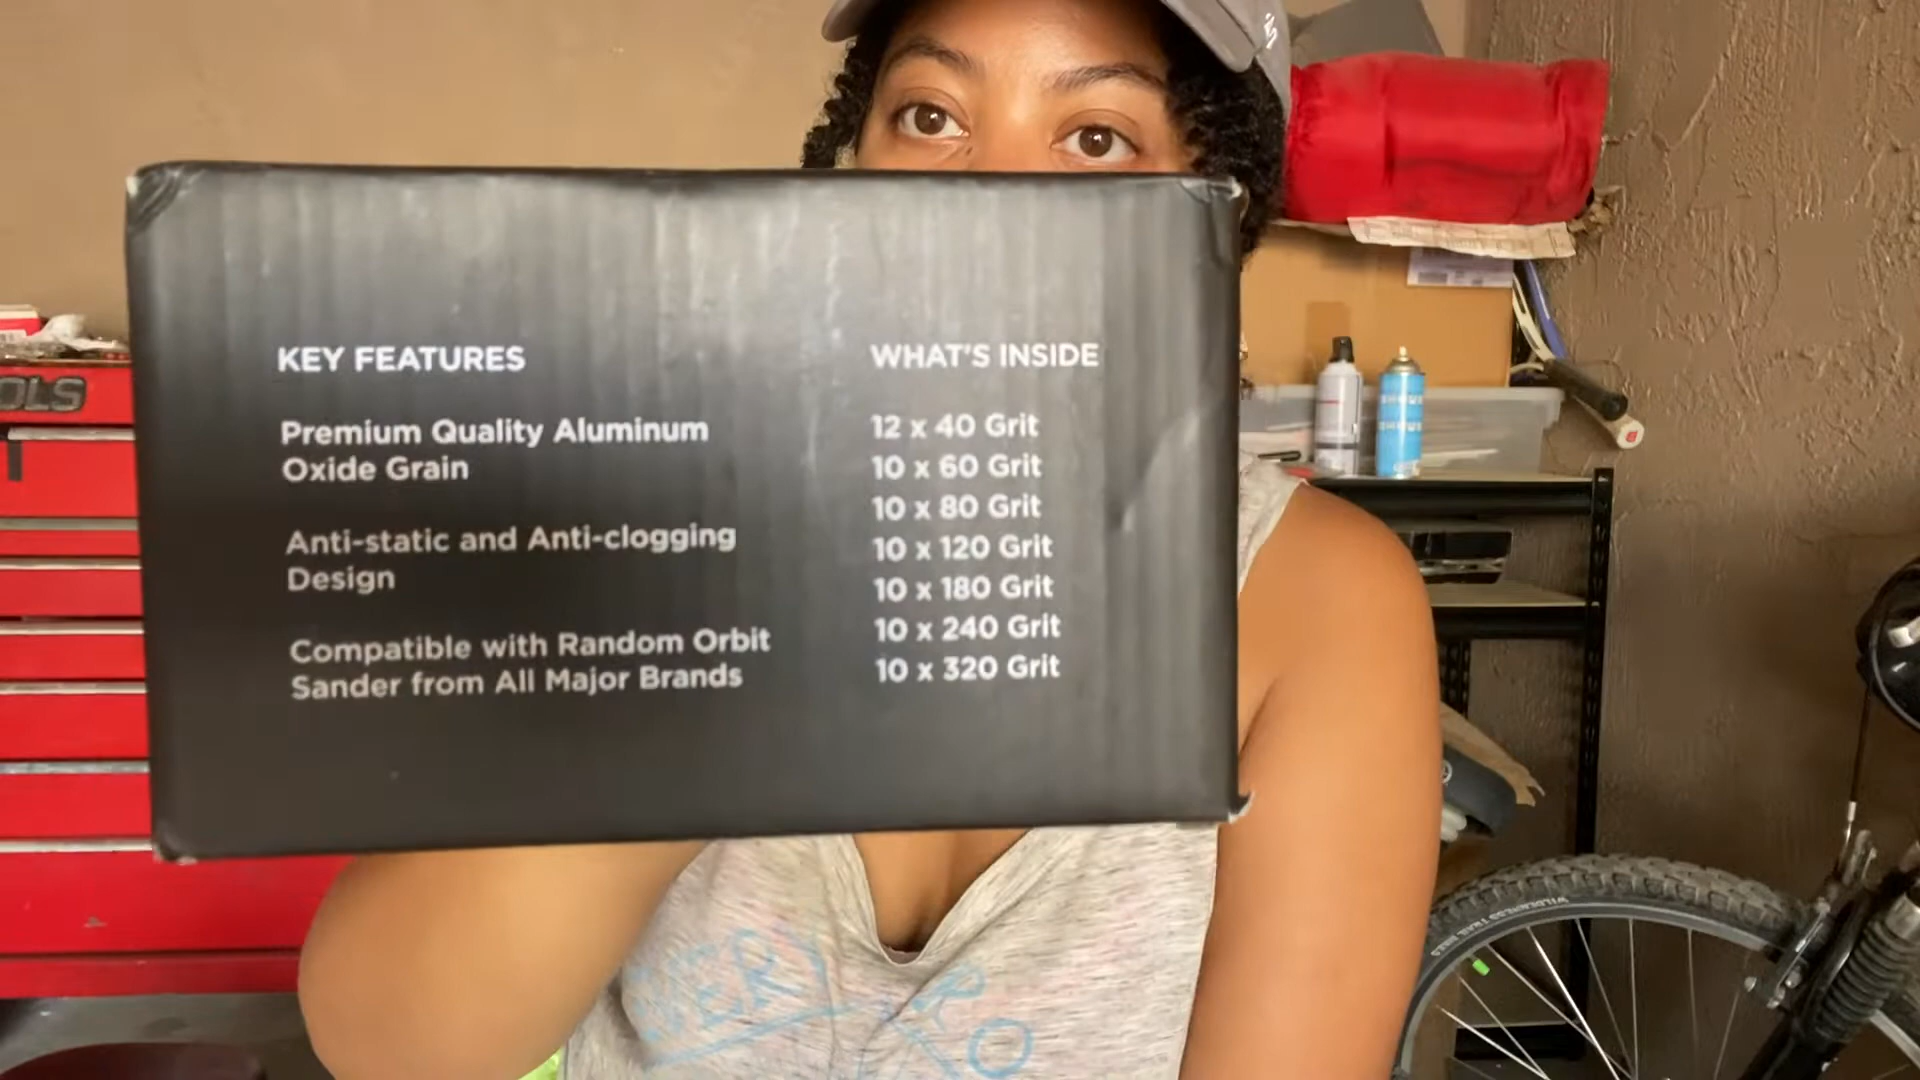 KEY FEATURES
Premium Quality Aluminum
Oxide Grain
Anti-static and Anti-clogging
Design
Compatible with Random Orbit
Sander from All Major Brands
WHAT'S INSIDE
12 x 40 Grit
10 x 60 Grit
10 x 80 Grit
10 x 120 Grit
10 x 180 Grit
10 x 240 Grit
10 x 320 Grit
OLS